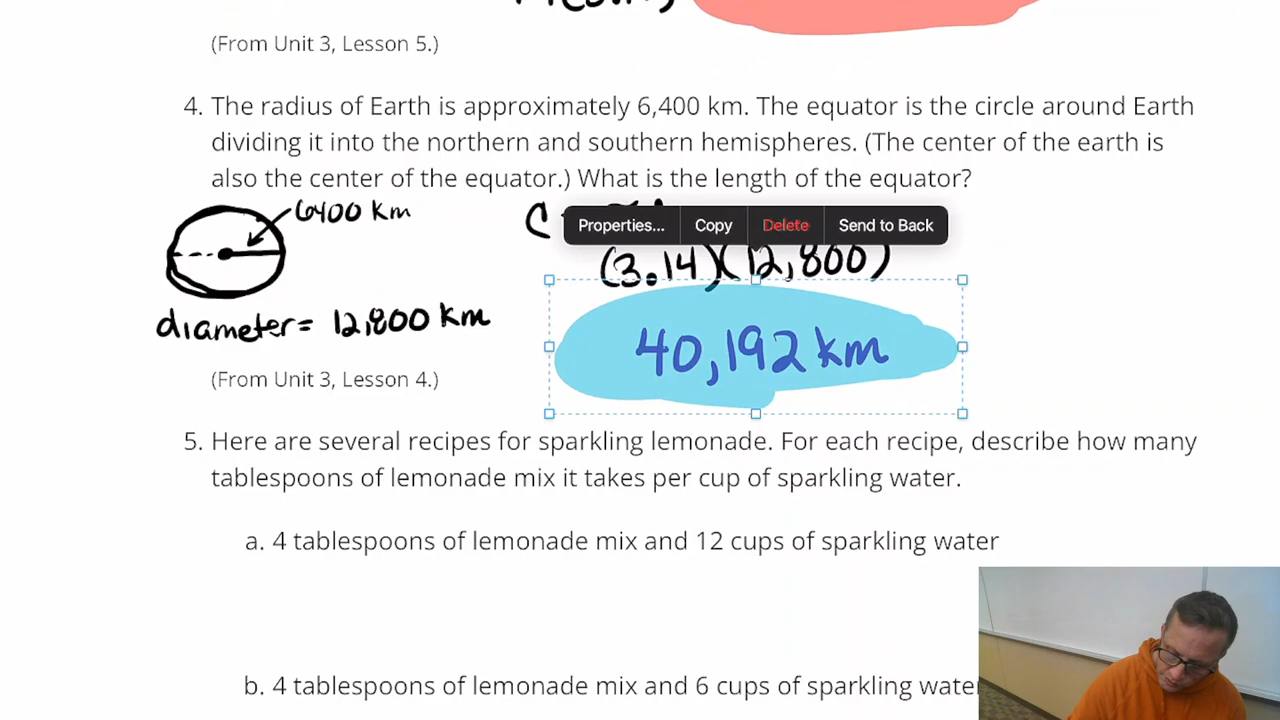 (From Unit 3, Lesson 5.)
4. The radius of Earth is approximately 6,400 km. The equator is the circle around Earth
dividing it into the northern and southern hemispheres. (The center of the earth is
also the center of the equator.) What is the length of the equator?
6400 km
C
Properties... Copy Delete Send to Back
(3.14)(12,800)
diameter = 12,800 km
40,192 km
(From Unit 3, Lesson 4.)
5. Here are several recipes for sparkling lemonade. For each recipe, describe how many
tablespoons of lemonade mix it takes per cup of sparkling water.
a. 4 tablespoons of lemonade mix and 12 cups of sparkling water
b. 4 tablespoons of lemonade mix and 6 cups of sparkling wate